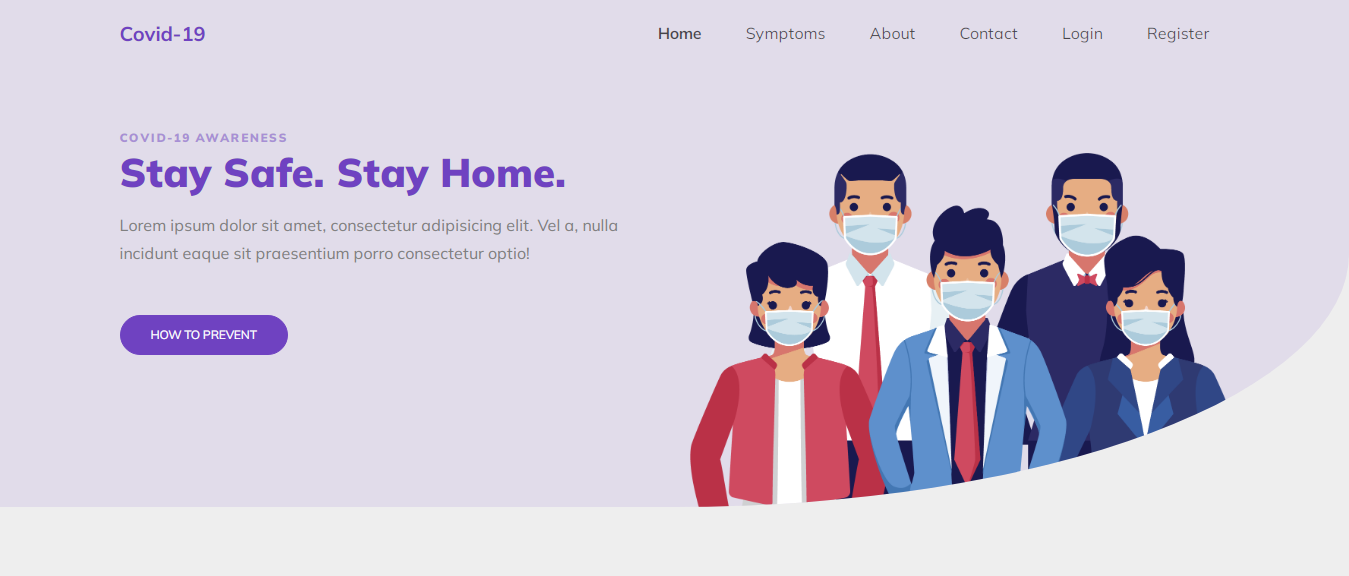 Covid-19
Home Symptoms About Contact Login Register
COVID-19 AWARENESS
Stay Safe. Stay Home.
Lorem ipsum dolor sit amet, consectetur adipisicing elit. Vel a, nulla
incidunt eaque sit praesentium porro consectetur optio!
HOW TO PREVENT